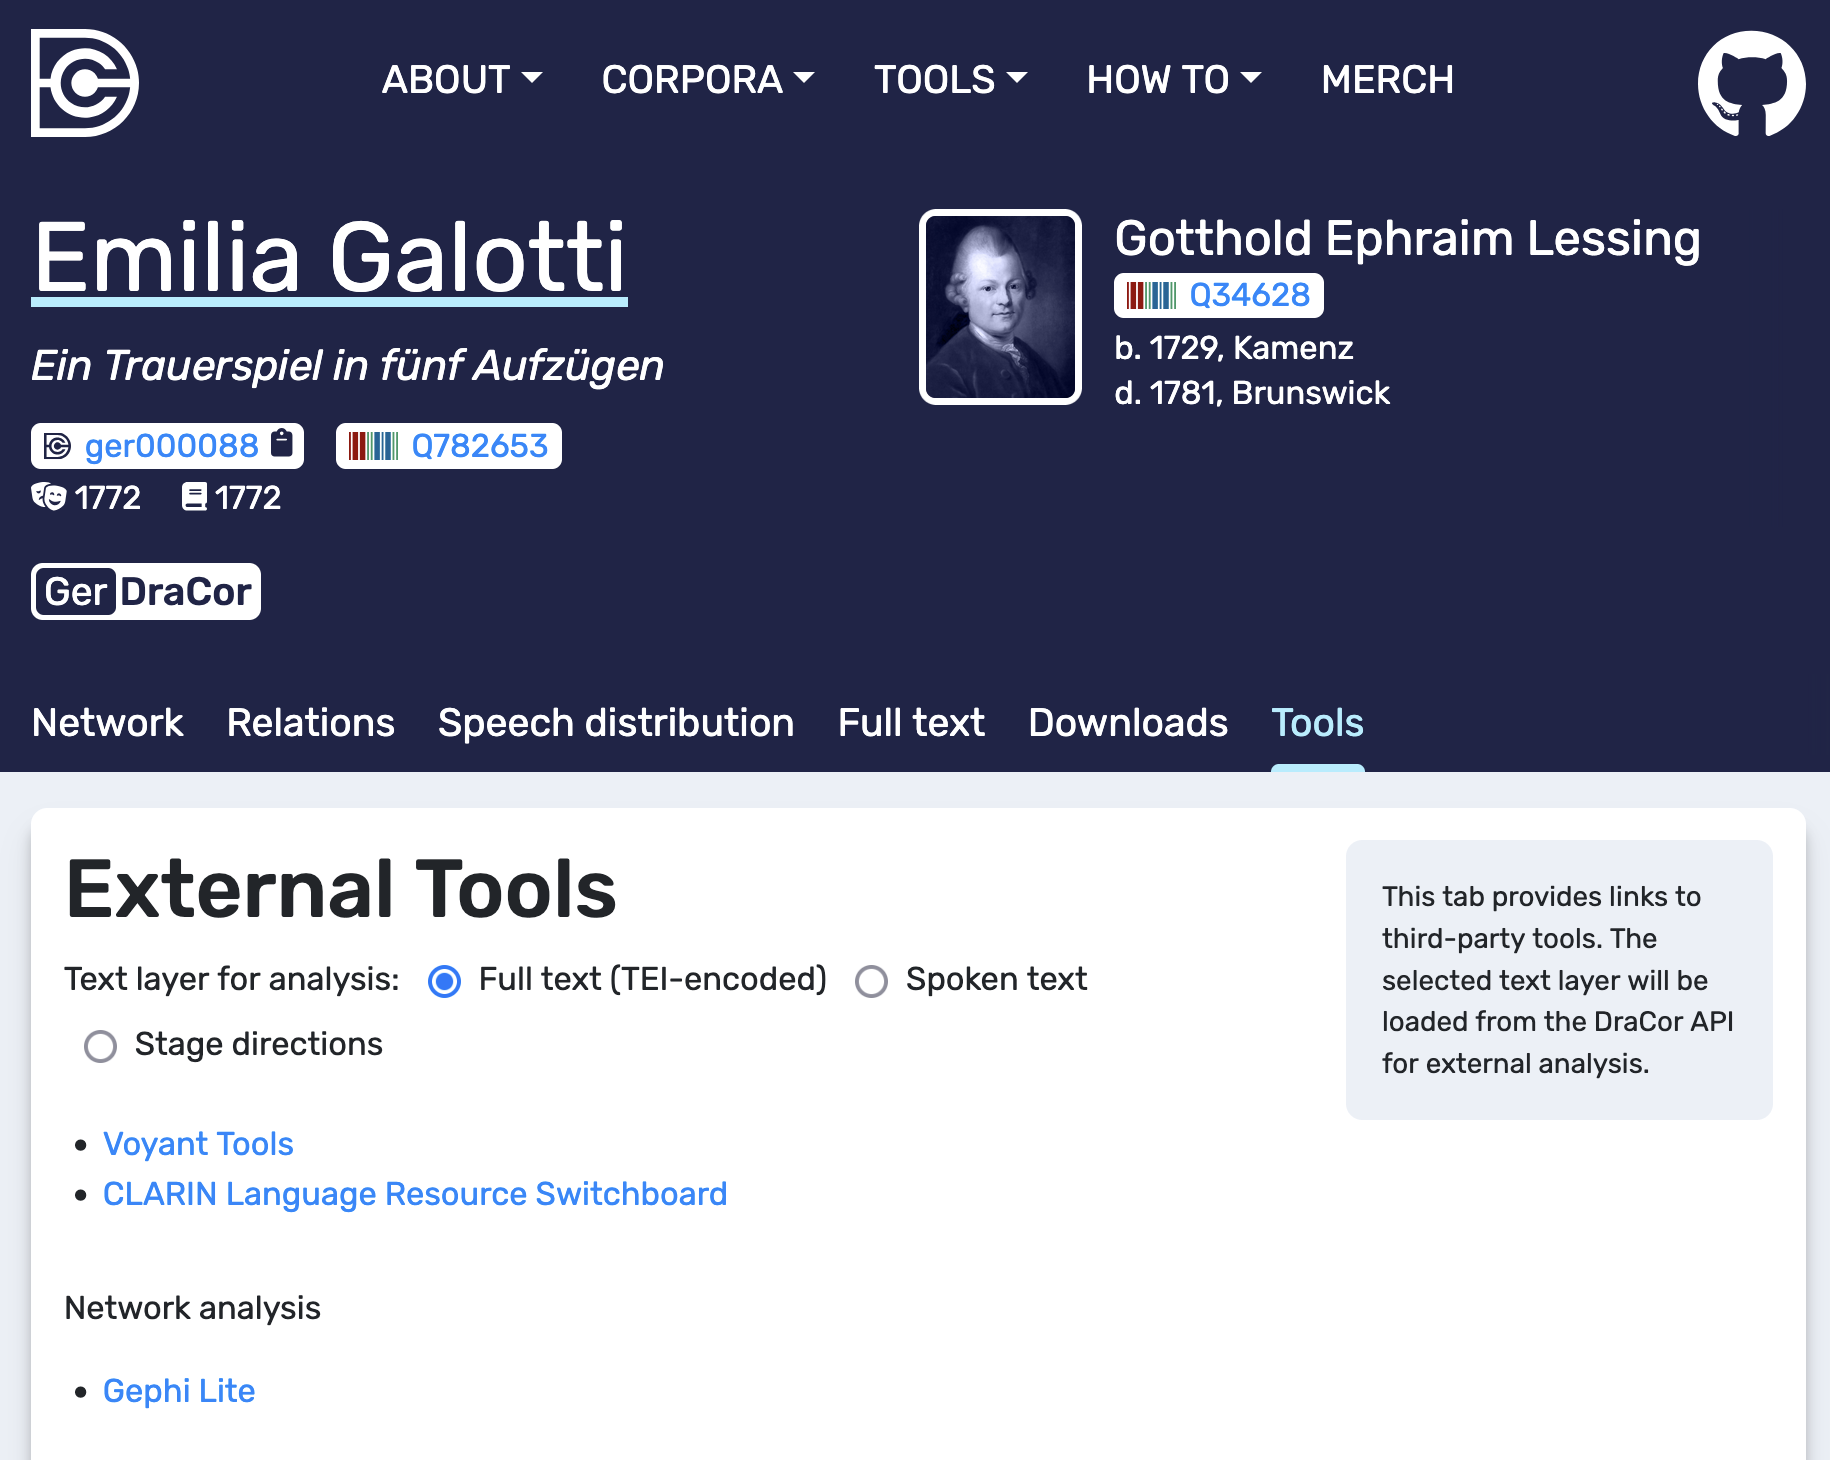 ABOUT CORPORA TOOLS HOW TO MERCH
Emilia Galotti
Ein Trauerspiel in fünf Aufzügen
ger000088 Q782653
1772 1772
GerDraCor
Gotthold Ephraim Lessing
Q34628
b. 1729, Kamenz
d. 1781, Brunswick
Network Relations Speech distribution Full text Downloads Tools
External Tools
Text layer for analysis: Full text (TEI-encoded) Spoken text
Stage directions
Voyant Tools
CLARIN Language Resource Switchboard
Network analysis
Gephi Lite
This tab provides links to
third-party tools. The
selected text layer will be
loaded from the DraCor API
for external analysis.